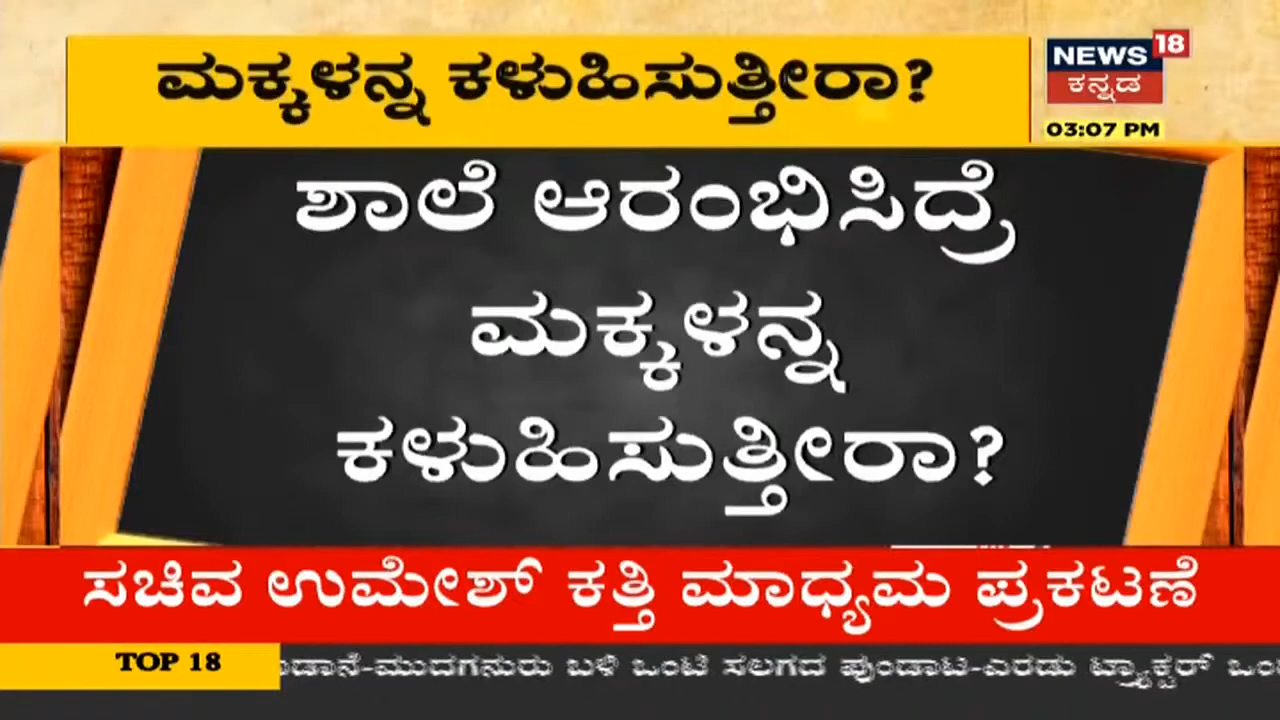 ಮಕ್ಕಳನ್ನ ಕಳುಹಿಸುತ್ತೀರಾ?
NEWS 18
ಕನ್ನಡ
03:07 PM
ಶಾಲೆ ಆರಂಭಿಸಿದ್ರೆ
ಮಕ್ಕಳನ್ನ
ಕಳುಹಿಸುತ್ತೀರಾ?
ಸಚಿವ ಉಮೇಶ್ ಕತ್ತಿ ಮಾಧ್ಯಮ ಪ್ರಕಟಣೆ
TOP 18
ಬಳಿ ಒಂಟಿ ಸಲಗದ ಪುಂಡಾಟ-ಎರಡು ಟ್ರ್ಯಾಕ್ಟರ್